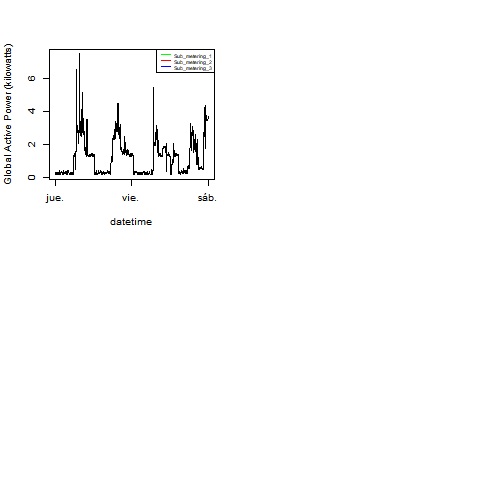 Global Active Power (kilowatts)
6
4
2
0
Sub_metering_1
Sub_metering_2
Sub_metering_3
jue.
vie.
sáb.
datetime